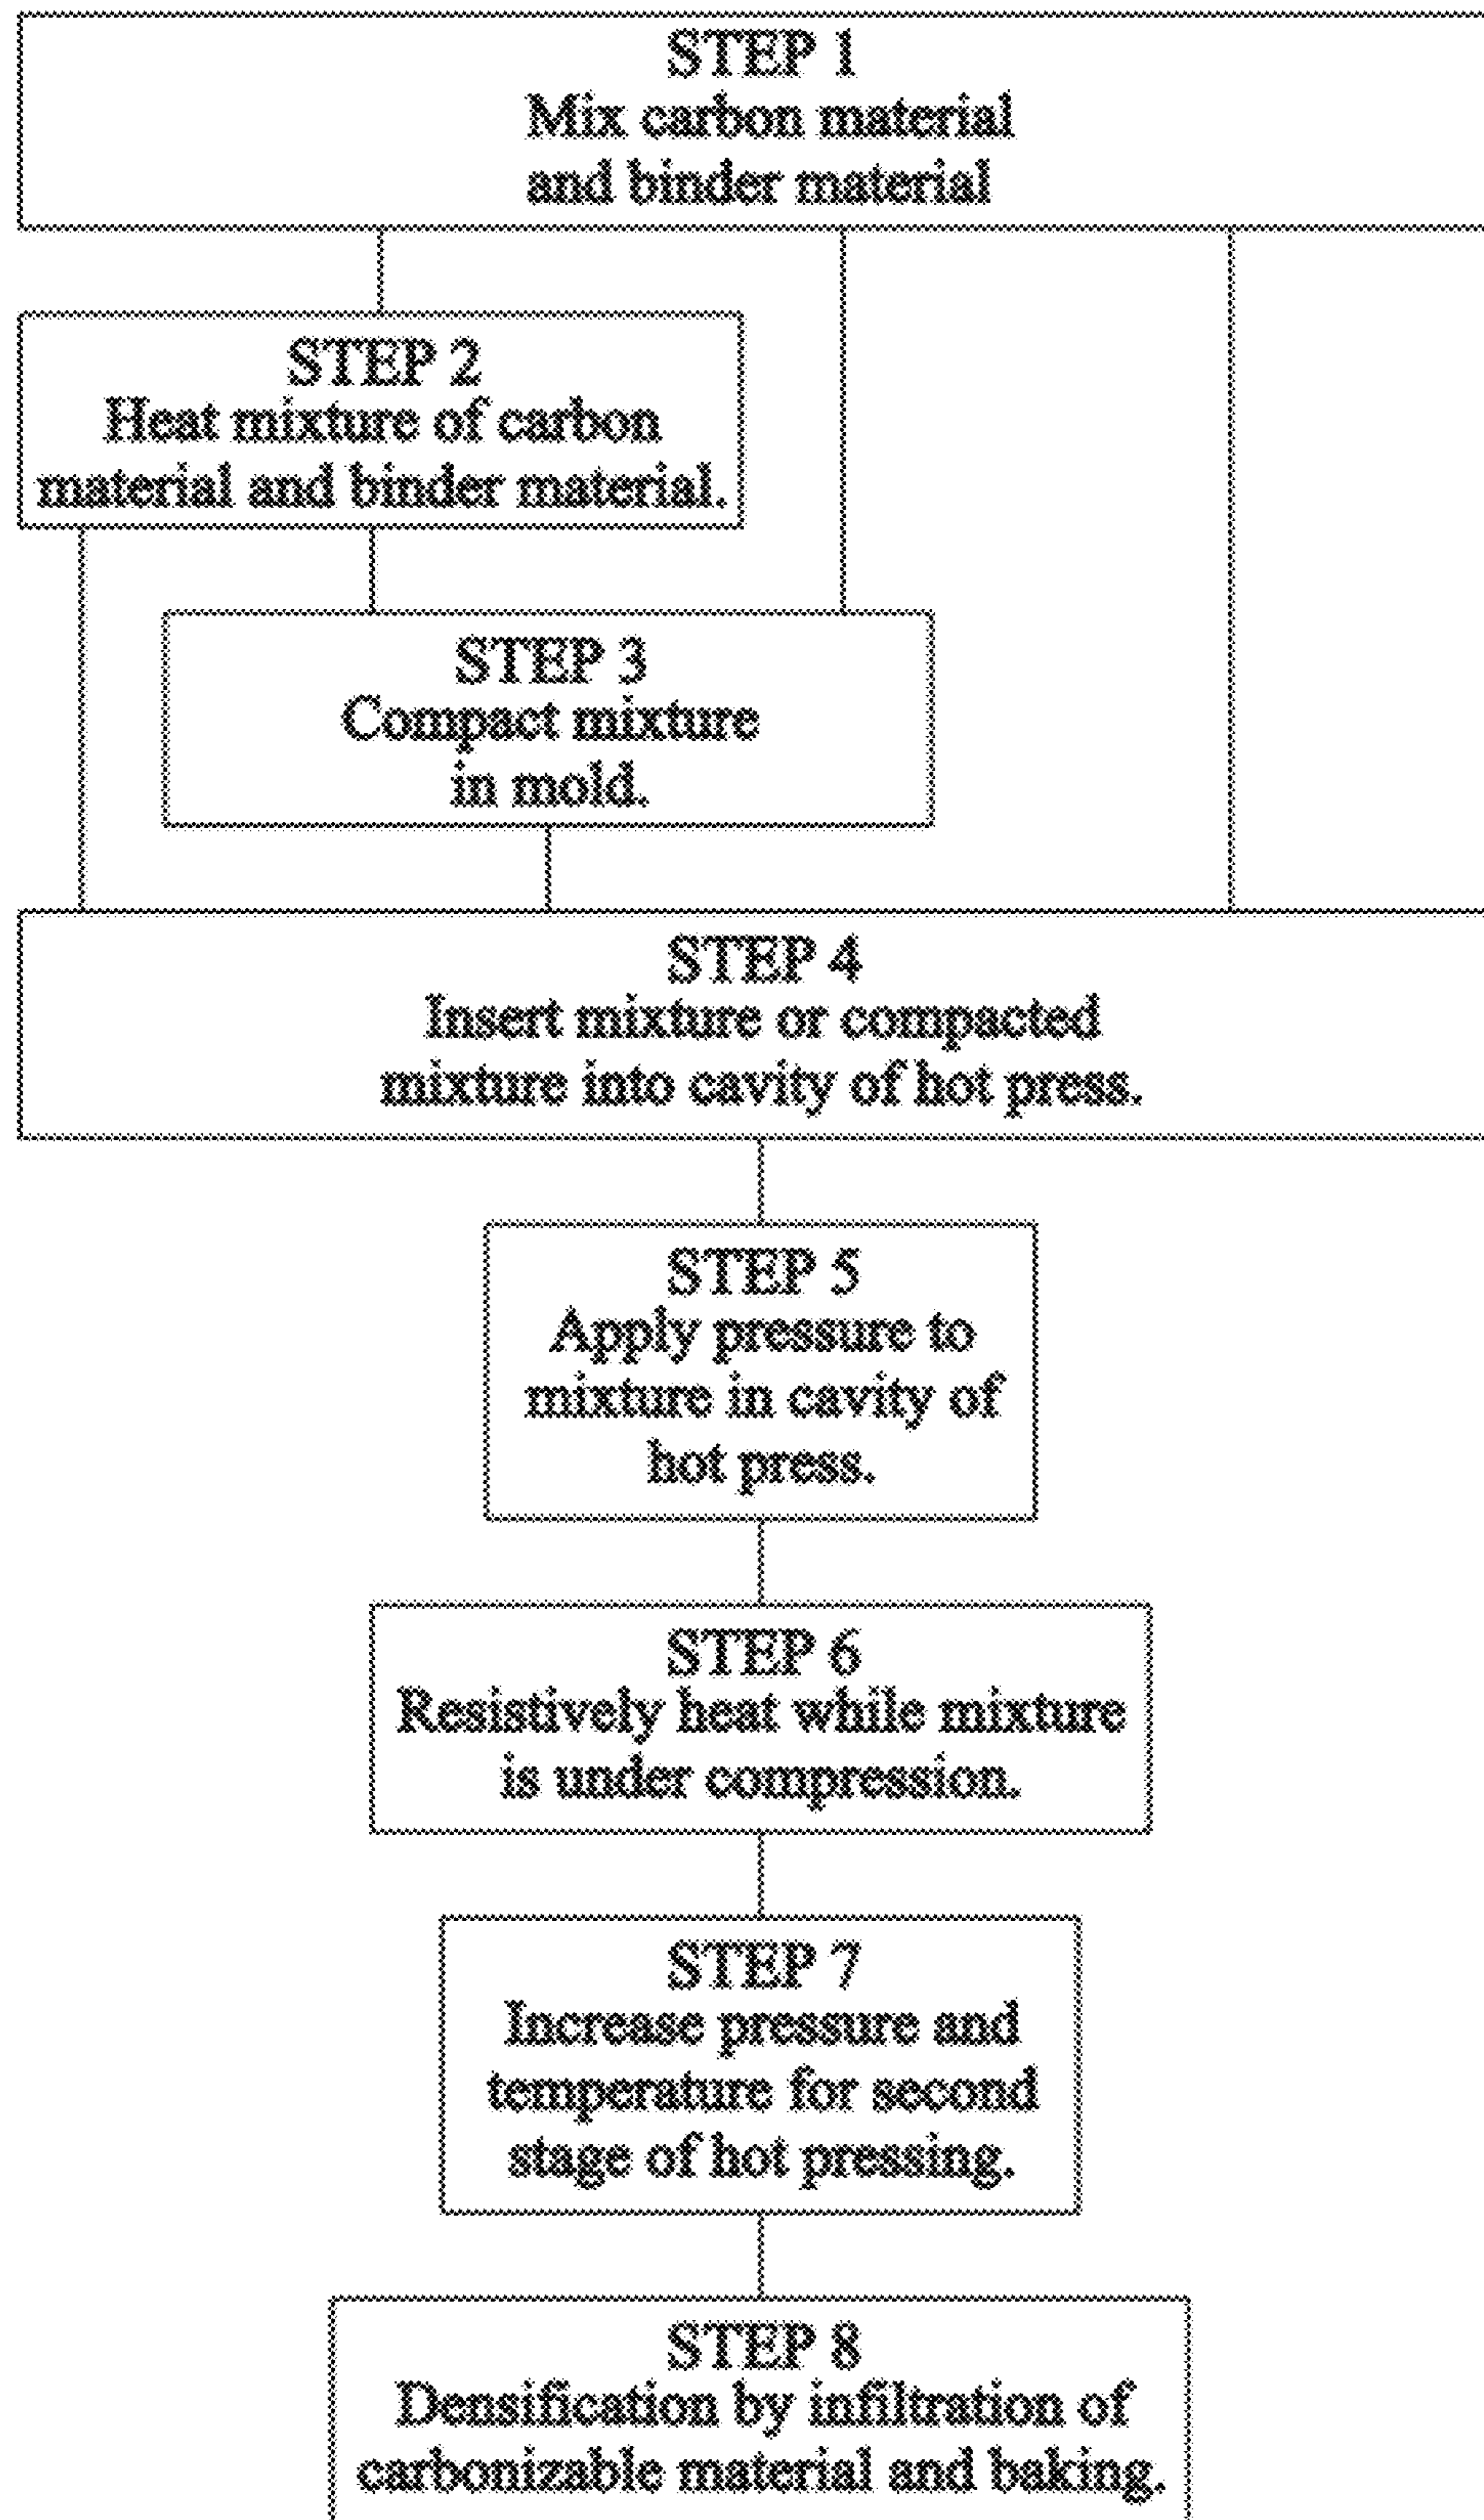 STEP 1
Mix carbon material
and binder material
STEP 2
Heat mixture of carbon
material and binder material.
STEP 3
Compact mixture
in mold.
STEP 4
Insert mixture or compacted
mixture into cavity of hot press.
STEP 5
Apply pressure to
mixture in cavity of
hot press.
STEP 6
Resistively heat while mixture
is under compression.
STEP 7
Increase pressure and
temperature for second
stage of hot pressing.
STEP 8
Densification by infiltration of
carbonizable material and baking.